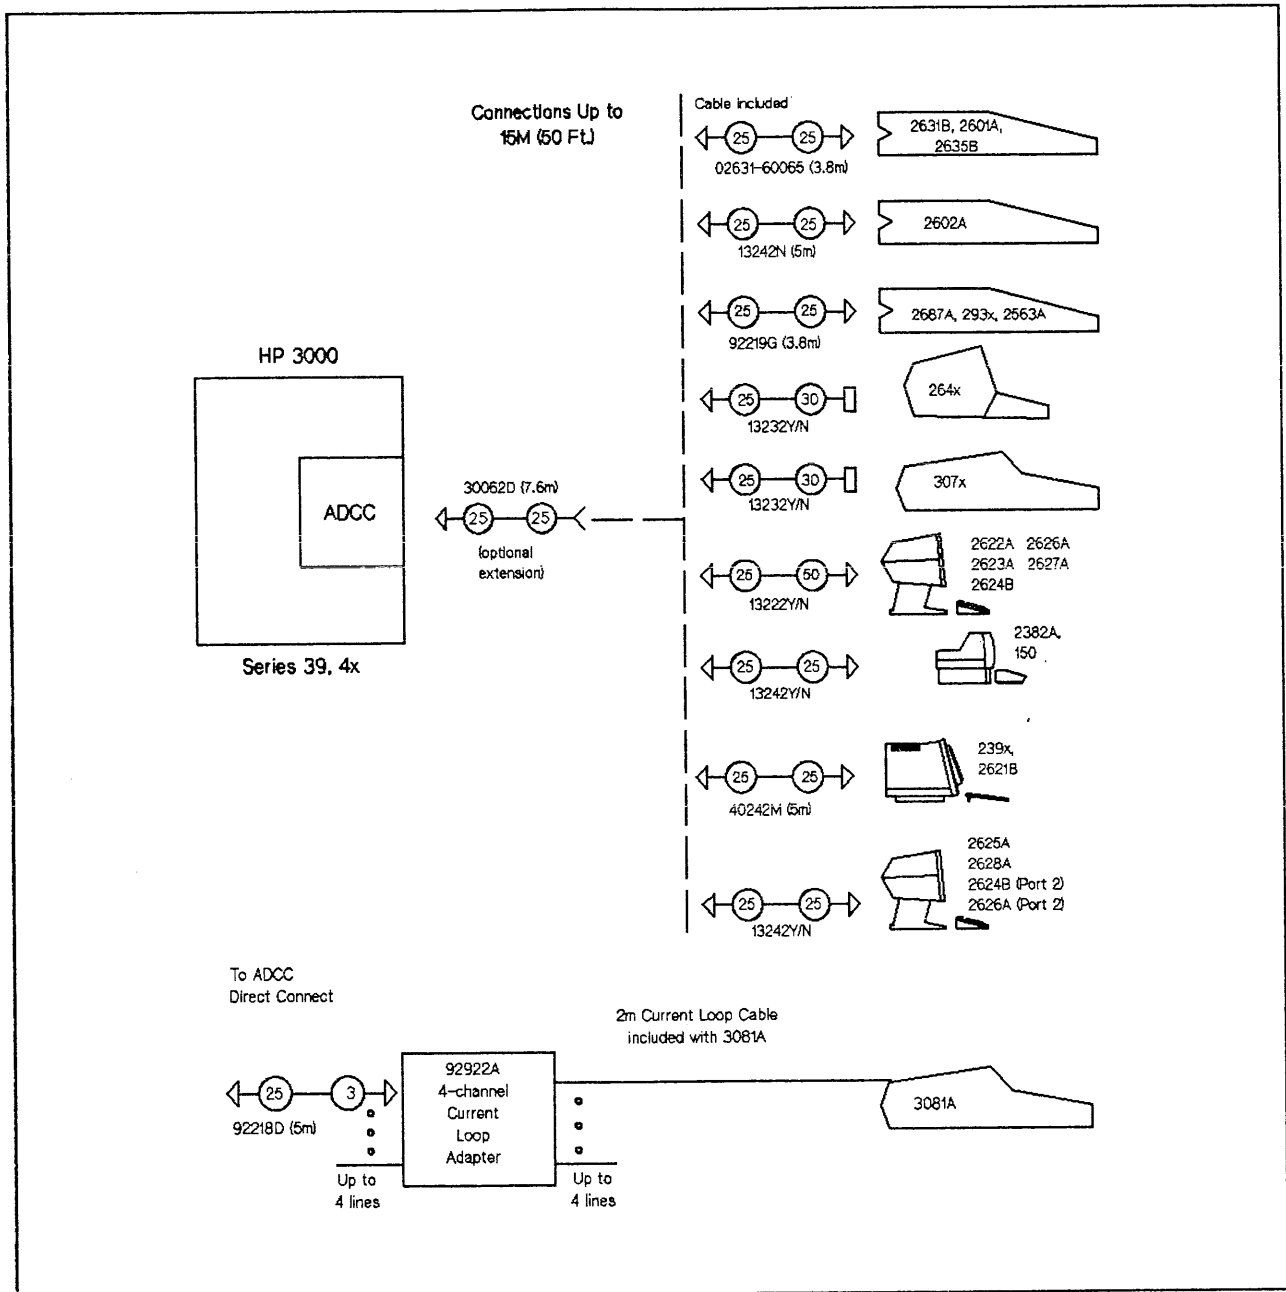 Connections Up to
15M (50 Ft.)
Cable included
25 25
02631-60065 (3.8m)
2631B, 2601A,
2635B
25 25
13242N (5m)
2602A
25 25
92219G (3.8m)
2687A, 293x, 2563A
HP 3000
ADCC
Series 39, 4x
30062D (7.6m)
25 25
(optional
extension)
25 30
13232Y/N
264x
25 30
13232Y/N
307x
25 50
13222Y/N
2622A 2626A
2623A 2627A
2624B
25 25
13242Y/N
2382A,
150
25 25
40242M (5m)
239x,
2621B
25 25
13242Y/N
2625A
2628A
2624B (Port 2)
2626A (Port 2)
To ADCC
Direct Connect
2m Current Loop Cable
included with 3081A
25 3
92218D (5m)
92922A
4-channel
Current
Loop
Adapter
3081A
Up to
4 lines
Up to
4 lines